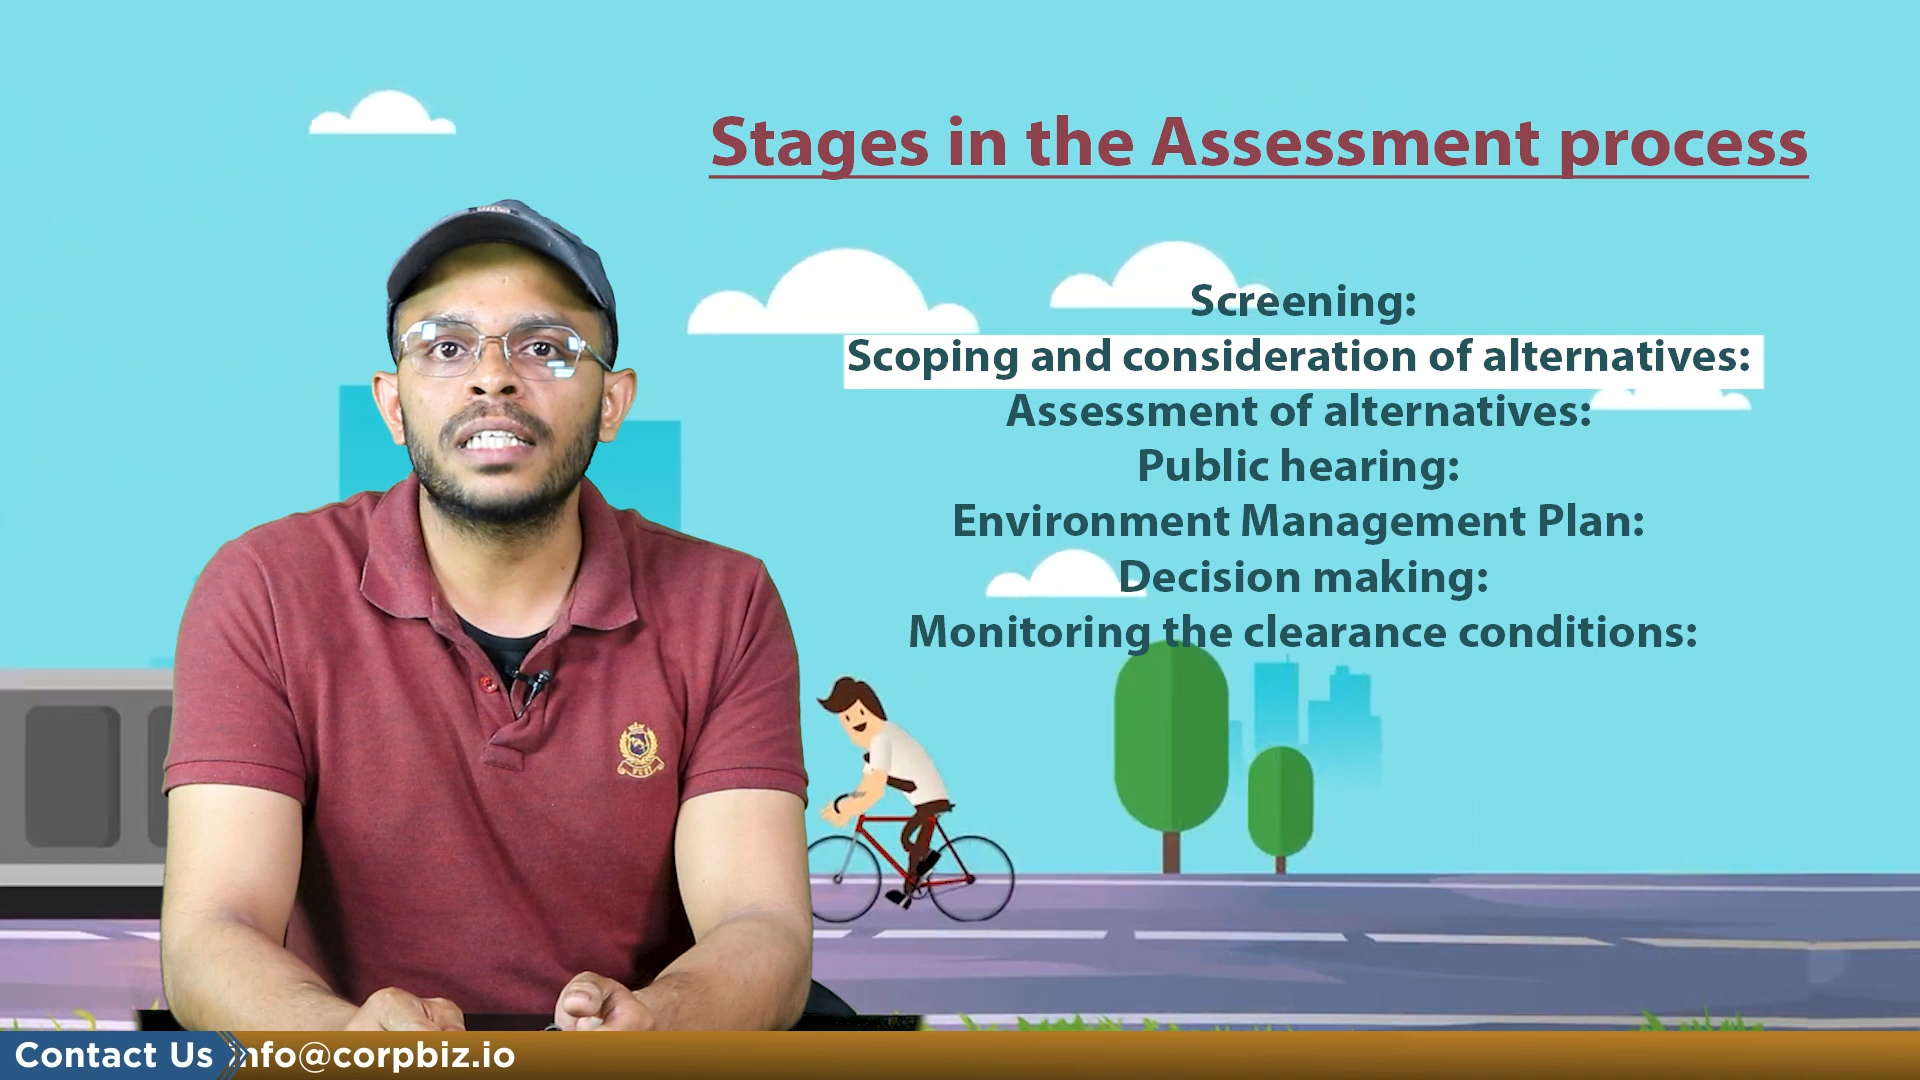 Stages in the Assessment process
Screening:
Scoping and consideration of alternatives:
Assessment of alternatives:
Public hearing:
Environment Management Plan:
Decision making:
Monitoring the clearance conditions:
Contact Us info@corpbiz.io